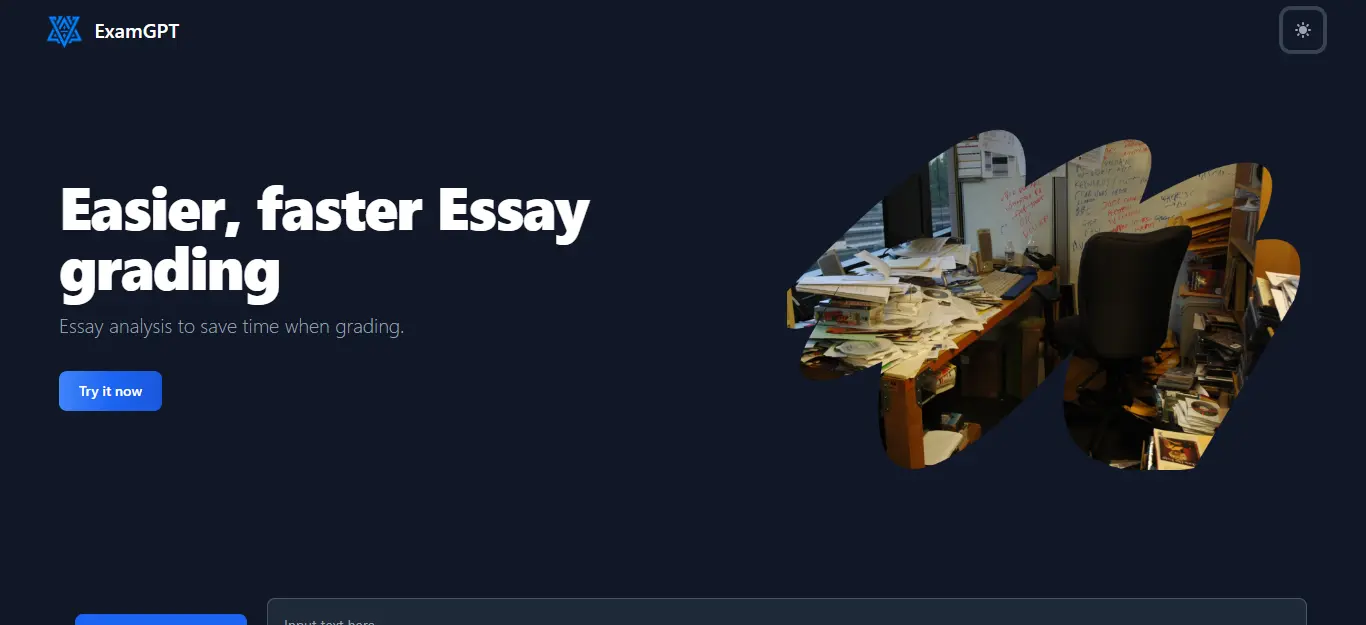 ExamGPT
Easier, faster Essay
grading
Essay analysis to save time when grading.
Try it now
Input text here